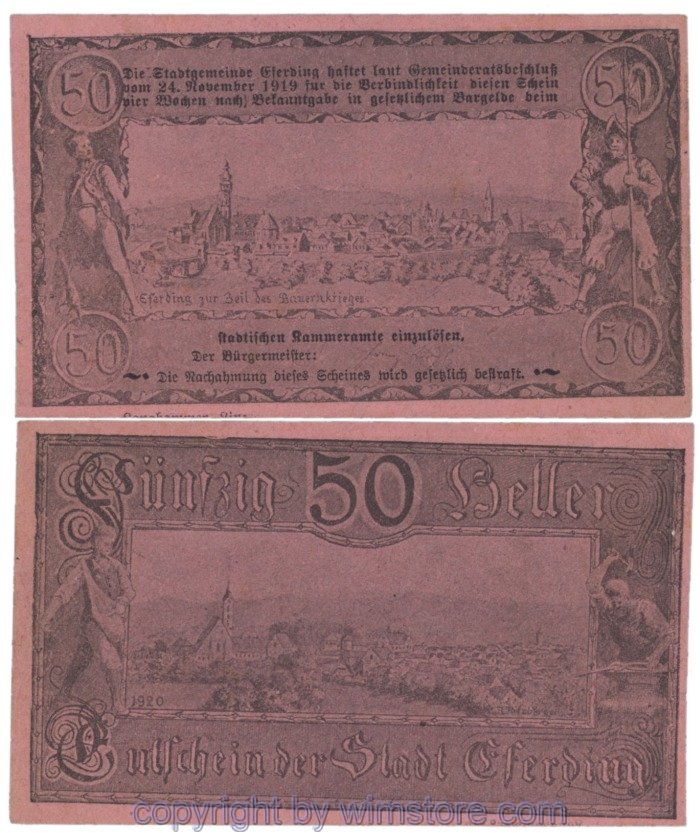 50
Die Stadtgemeinde Eferding haftet laut Gemeinderatsbeschluß
50
vom 24. November 1919 für die Verbindlichkeit diesen Schein
vier Wochen nach Bekanntgabe in gesetzlichem Bargelde beim
Eferding zur Zeit des Bauernkrieges.
50
städtischen Kammeramte einzulösen.
50
Der Bürgermeister:
Die Nachahmung dieses Scheines wird gesetzlich bestraft.
Fünfzig 50 Heller
1920
Gutschein der Stadt Eferding
copyright by wimstore.com